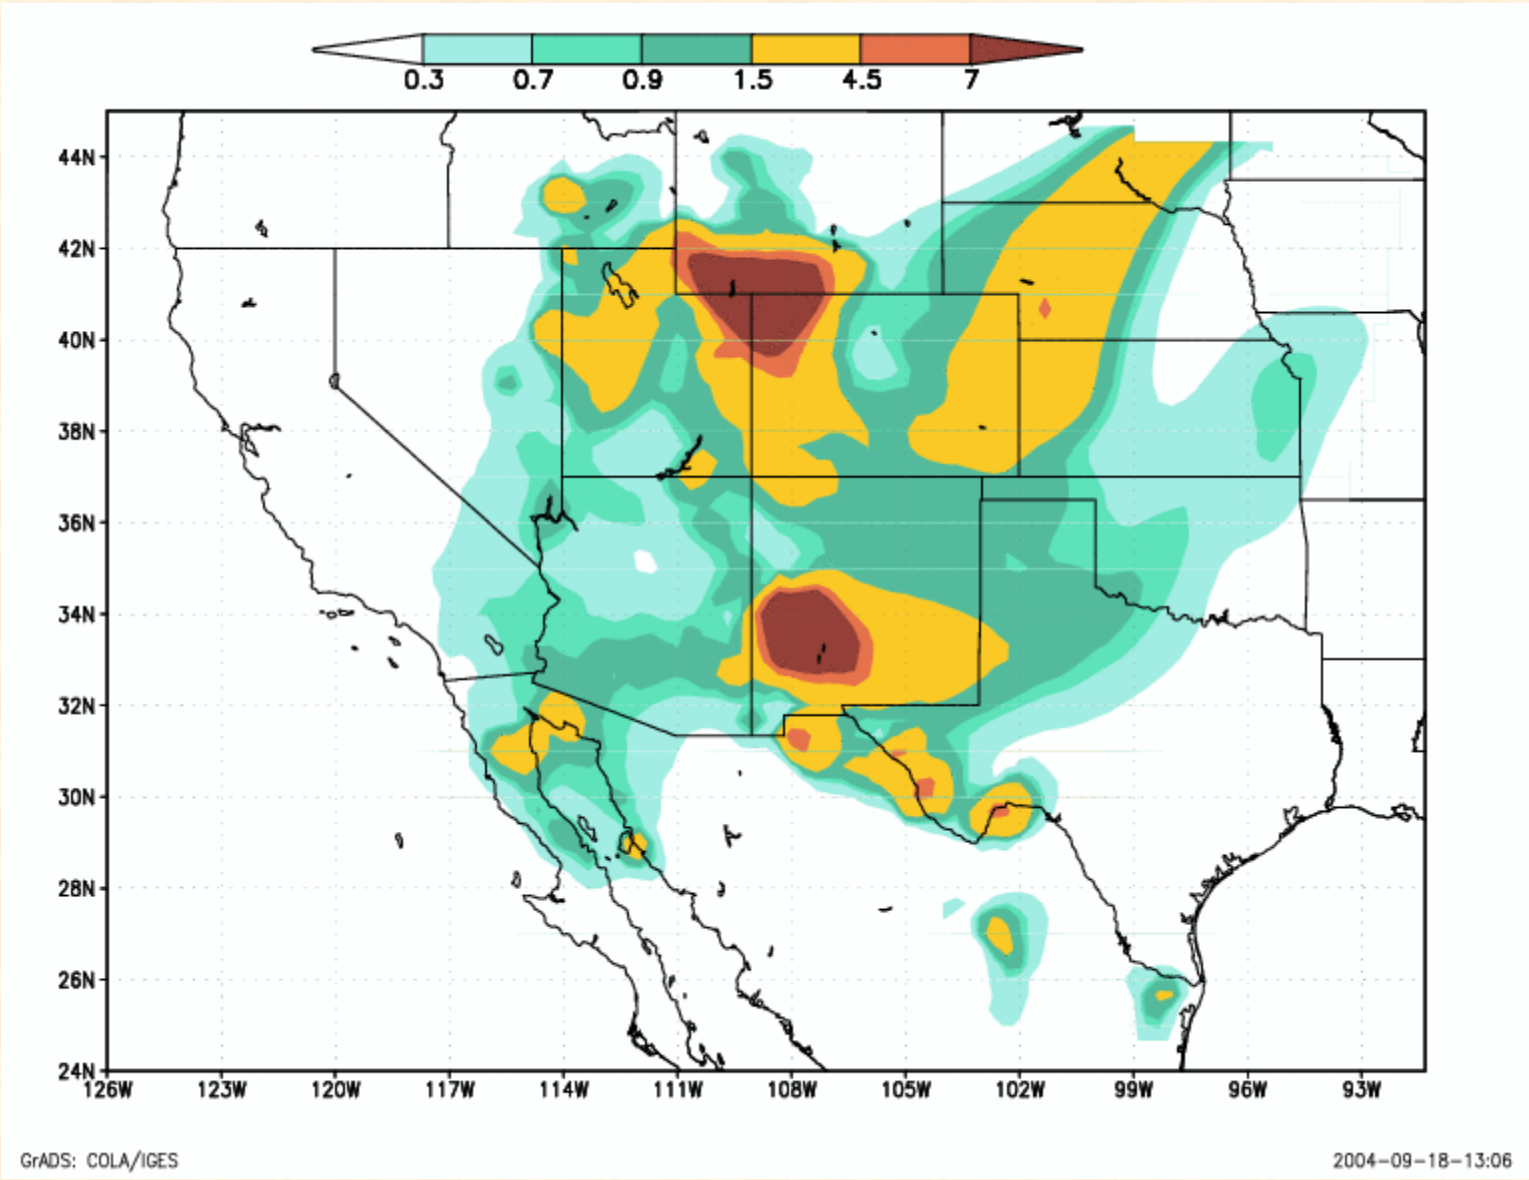 0.3 0.7 0.9 1.5 4.5 7
44N
42N
40N
38N
36N
34N
32N
30N
28N
26N
24N
126W 123W 120W 117W 114W 111W 108W 105W 102W 99W 96W 93W
GrADS: COLA/IGES 2004-09-18-13:06